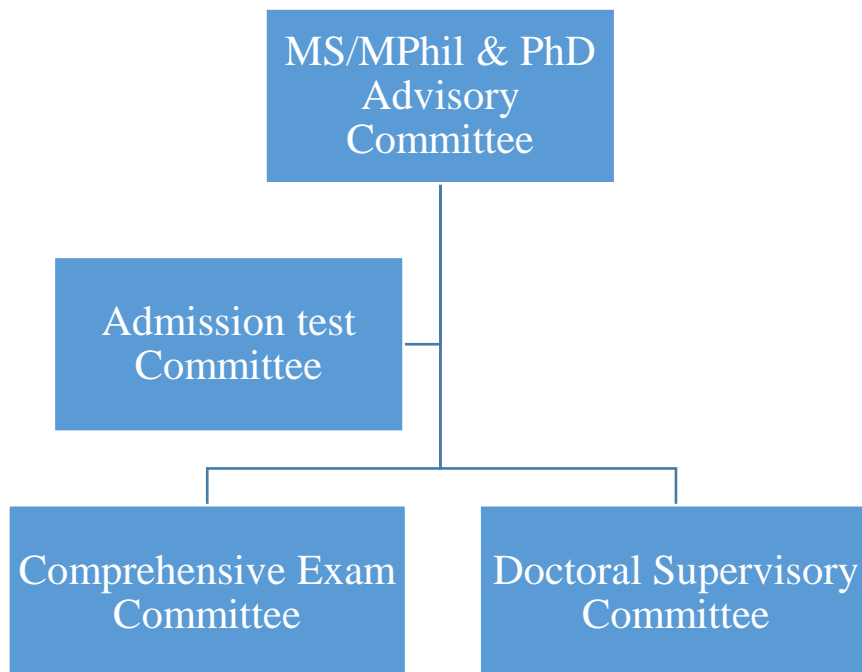 MS/MPhil & PhD
Advisory
Committee
Admission test
Committee
Comprehensive Exam
Committee
Doctoral Supervisory
Committee